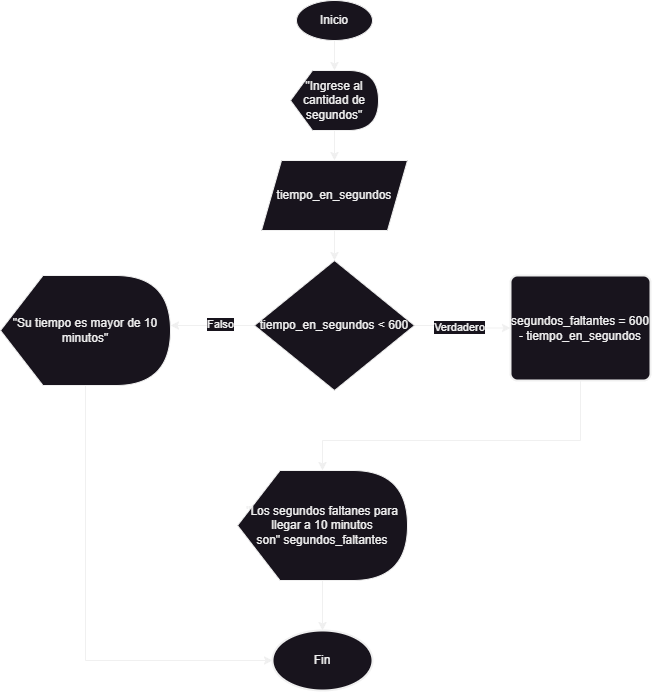 Inicio
"Ingrese al
cantidad de
segundos"
tiempo_en_segundos
"Su tiempo es mayor de 10
minutos"
Falso
tiempo_en_segundos < 600
Verdadero
segundos_faltantes = 600
- tiempo_en_segundos
Los segundos faltanes para
llegar a 10 minutos
son" segundos_faltantes
Fin